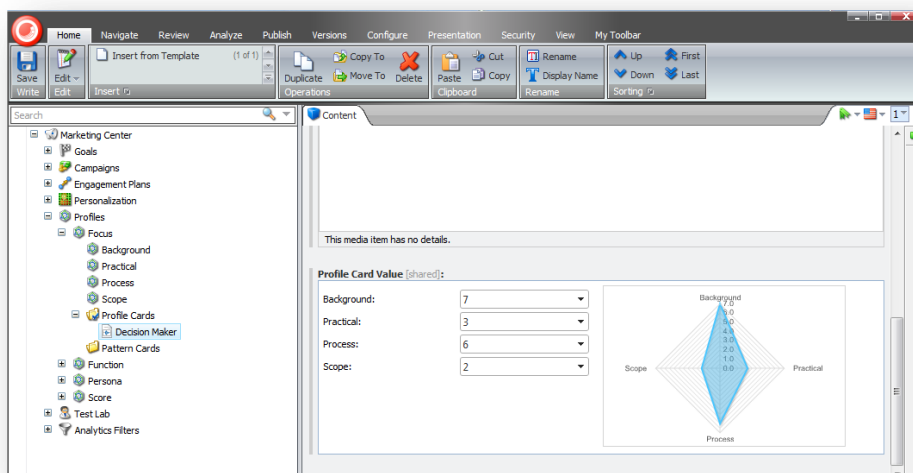 Home Navigate Review Analyze Publish Versions Configure Presentation Security View My Toolbar
Save
Write
Edit
Edit
Insert from Template (1 of 1)
Insert
Duplicate
Copy To
Move To
Delete
Operations
Paste
Cut
Copy
Clipboard
Rename
Display Name
Rename
Up First
Down Last
Sorting
Search
Content
1
Marketing Center
Goals
Campaigns
Engagement Plans
Personalization
Profiles
Focus
Background
Practical
Process
Scope
Profile Cards
Decision Maker
Pattern Cards
Function
Persona
Score
Test Lab
Analytics Filters
This media item has no details.
Profile Card Value [shared]:
Background: 7
Practical: 3
Process: 6
Scope: 2
Background
7.0
6.0
5.0
4.0
3.0
2.0
1.0
0.0
Scope
Practical
Process